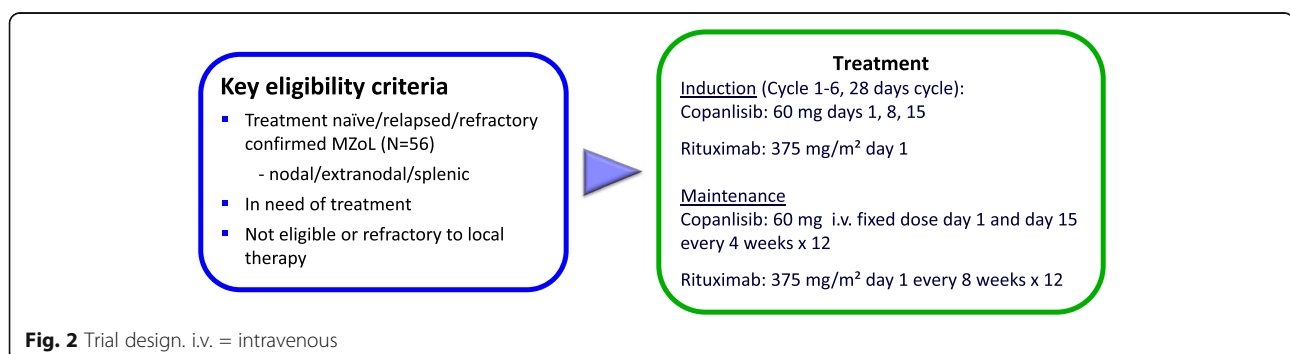 Key eligibility criteria
▪ Treatment naïve/relapsed/refractory
confirmed MZoL (N=56)
- nodal/extranodal/splenic
▪ In need of treatment
▪ Not eligible or refractory to local
therapy
Treatment
Induction (Cycle 1-6, 28 days cycle):
Copanlisib: 60 mg days 1, 8, 15
Rituximab: 375 mg/m² day 1
Maintenance
Copanlisib: 60 mg i.v. fixed dose day 1 and day 15
every 4 weeks x 12
Rituximab: 375 mg/m² day 1 every 8 weeks x 12
Fig. 2 Trial design. i.v. = intravenous